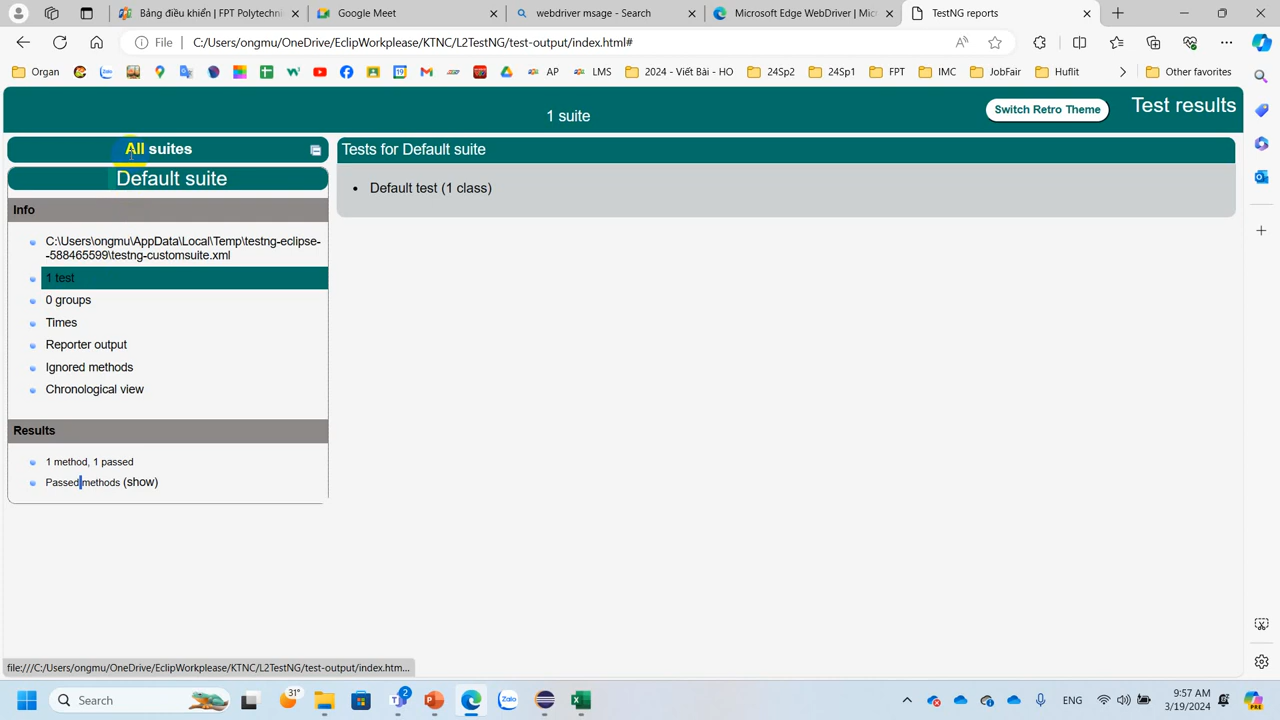 Bảng điều khiển | FPT Polytechni
Google Meet
webdriver msage - Search
Microsoft Edge WebDriver | Mic
TestNG reports
File
C:/Users/ongmu/OneDrive/EclipWorkplease/KTNC/L2TestNG/test-output/index.html#
Organ
AP
LMS
2024 - Viết Bài - HO
24Sp2
24Sp1
FPT
IMC
JobFair
Huflit
Other favorites
1 suite
Switch Retro Theme
Test results
All suites
Default suite
Info
C:\Users\ongmu\AppData\Local\Temp\testng-eclipse-
-588465599\testng-customsuite.xml
1 test
0 groups
Times
Reporter output
Ignored methods
Chronological view
Results
1 method, 1 passed
Passed methods (show)
Tests for Default suite
Default test (1 class)
file:///C:/Users/ongmu/OneDrive/EclipWorkplease/KTNC/L2TestNG/test-output/index.htm...
Search
31°
2
ENG
9:57 AM
3/19/2024